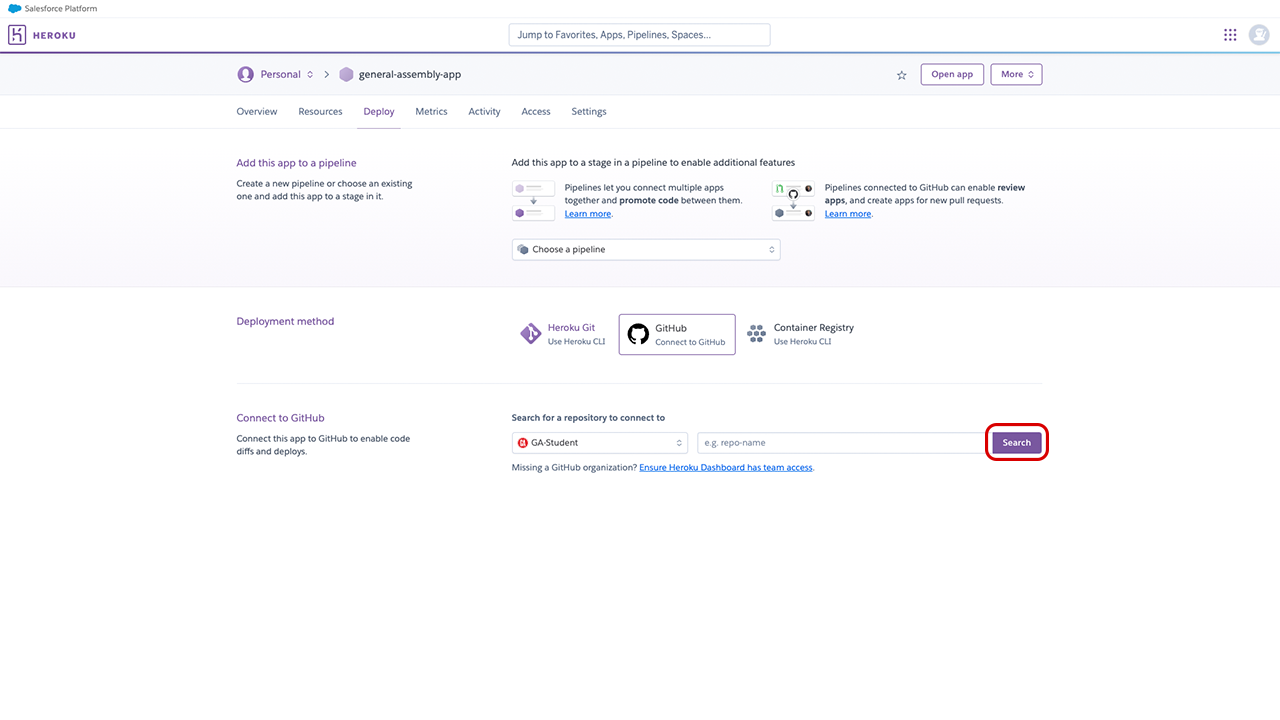 Salesforce Platform
HEROKU
Jump to Favorites, Apps, Pipelines, Spaces...
Personal
general-assembly-app
Open app
More
Overview
Resources
Deploy
Metrics
Activity
Access
Settings
Add this app to a pipeline
Create a new pipeline or choose an existing
one and add this app to a stage in it.
Add this app to a stage in a pipeline to enable additional features
Pipelines let you connect multiple apps
together and promote code between them.
Learn more.
Pipelines connected to GitHub can enable review
apps, and create apps for new pull requests.
Learn more.
Choose a pipeline
Deployment method
Heroku Git
Use Heroku CLI
GitHub
Connect to GitHub
Container Registry
Use Heroku CLI
Connect to GitHub
Connect this app to GitHub to enable code
diffs and deploys.
Search for a repository to connect to
GA-Student
e.g. repo-name
Search
Missing a GitHub organization? Ensure Heroku Dashboard has team access.